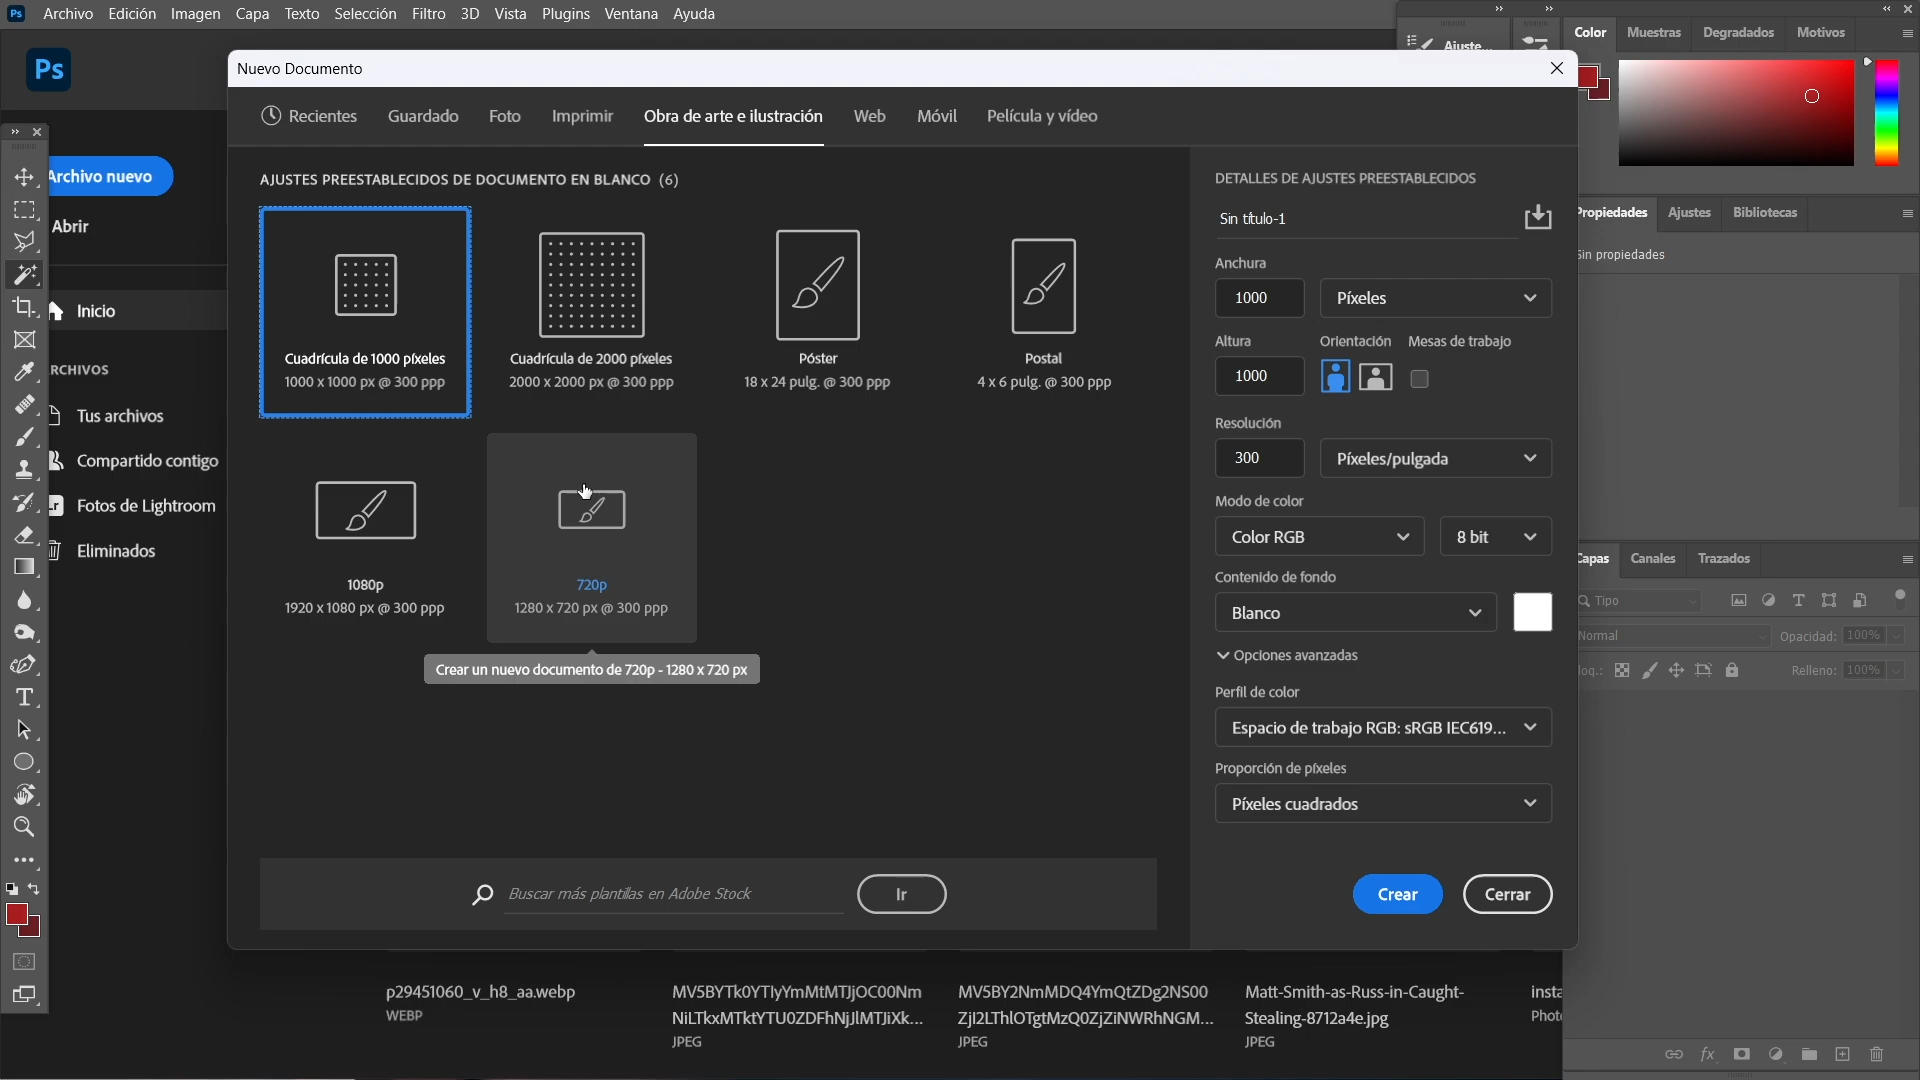 Ps Archivo Edición Imagen Capa Texto Selección Filtro 3D Vista Plugins Ventana Ayuda
Ps
Nuevo Documento
Recientes Guardado Foto Imprimir Obra de arte e ilustración Web Móvil Película y vídeo
Archivo nuevo
Abrir
Inicio
ARCHIVOS
Tus archivos
Compartido contigo
Fotos de Lightroom
Eliminados
AJUSTES PREESTABLECIDOS DE DOCUMENTO EN BLANCO (6)
Cuadrícula de 1000 píxeles
1000 x 1000 px @ 300 ppp
Cuadrícula de 2000 píxeles
2000 x 2000 px @ 300 ppp
Póster
18 x 24 pulg. @ 300 ppp
Postal
4 x 6 pulg. @ 300 ppp
1080p
1920 x 1080 px @ 300 ppp
720p
1280 x 720 px @ 300 ppp
Crear un nuevo documento de 720p - 1280 x 720 px
Buscar más plantillas en Adobe Stock
Ir
DETALLES DE AJUSTES PREESTABLECIDOS
Sin título-1
Anchura
1000 Píxeles
Altura Orientación Mesas de trabajo
1000
Resolución
300 Píxeles/pulgada
Modo de color
Color RGB 8 bit
Contenido de fondo
Blanco
Opciones avanzadas
Perfil de color
Espacio de trabajo RGB: sRGB IEC619...
Proporción de píxeles
Píxeles cuadrados
Crear Cerrar
Ajuste...
Color Muestras Degradados Motivos
Propiedades Ajustes Bibliotecas
Sin propiedades
Capas Canales Trazados
Tipo
Normal Opacidad: 100%
Bloq.: Relleno: 100%
fx
p29451060_v_h8_aa.webp
WEBP
MV5BYTk0YTIyYmMtMTJjOC00Nm
NiLTkxMTktYTU0ZDFhNjJlMTJiXk...
JPEG
MV5BY2NmMDQ4YmQtZDg2NS00
ZjI2LThlOTgtMzQ0ZjZiNWRhNGM...
JPEG
Matt-Smith-as-Russ-in-Caught-
Stealing-8712a4e.jpg
JPEG
insta
Photo